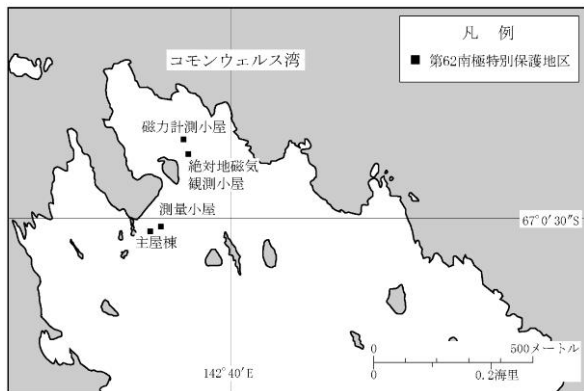 凡 例
■ 第62南極特別保護地区
コモンウェルス湾
磁力計測小屋
絶対地磁気
観測小屋
測量小屋
主屋棟
67°0′30″S
142°40′E
0 500メートル
0 0.2海里